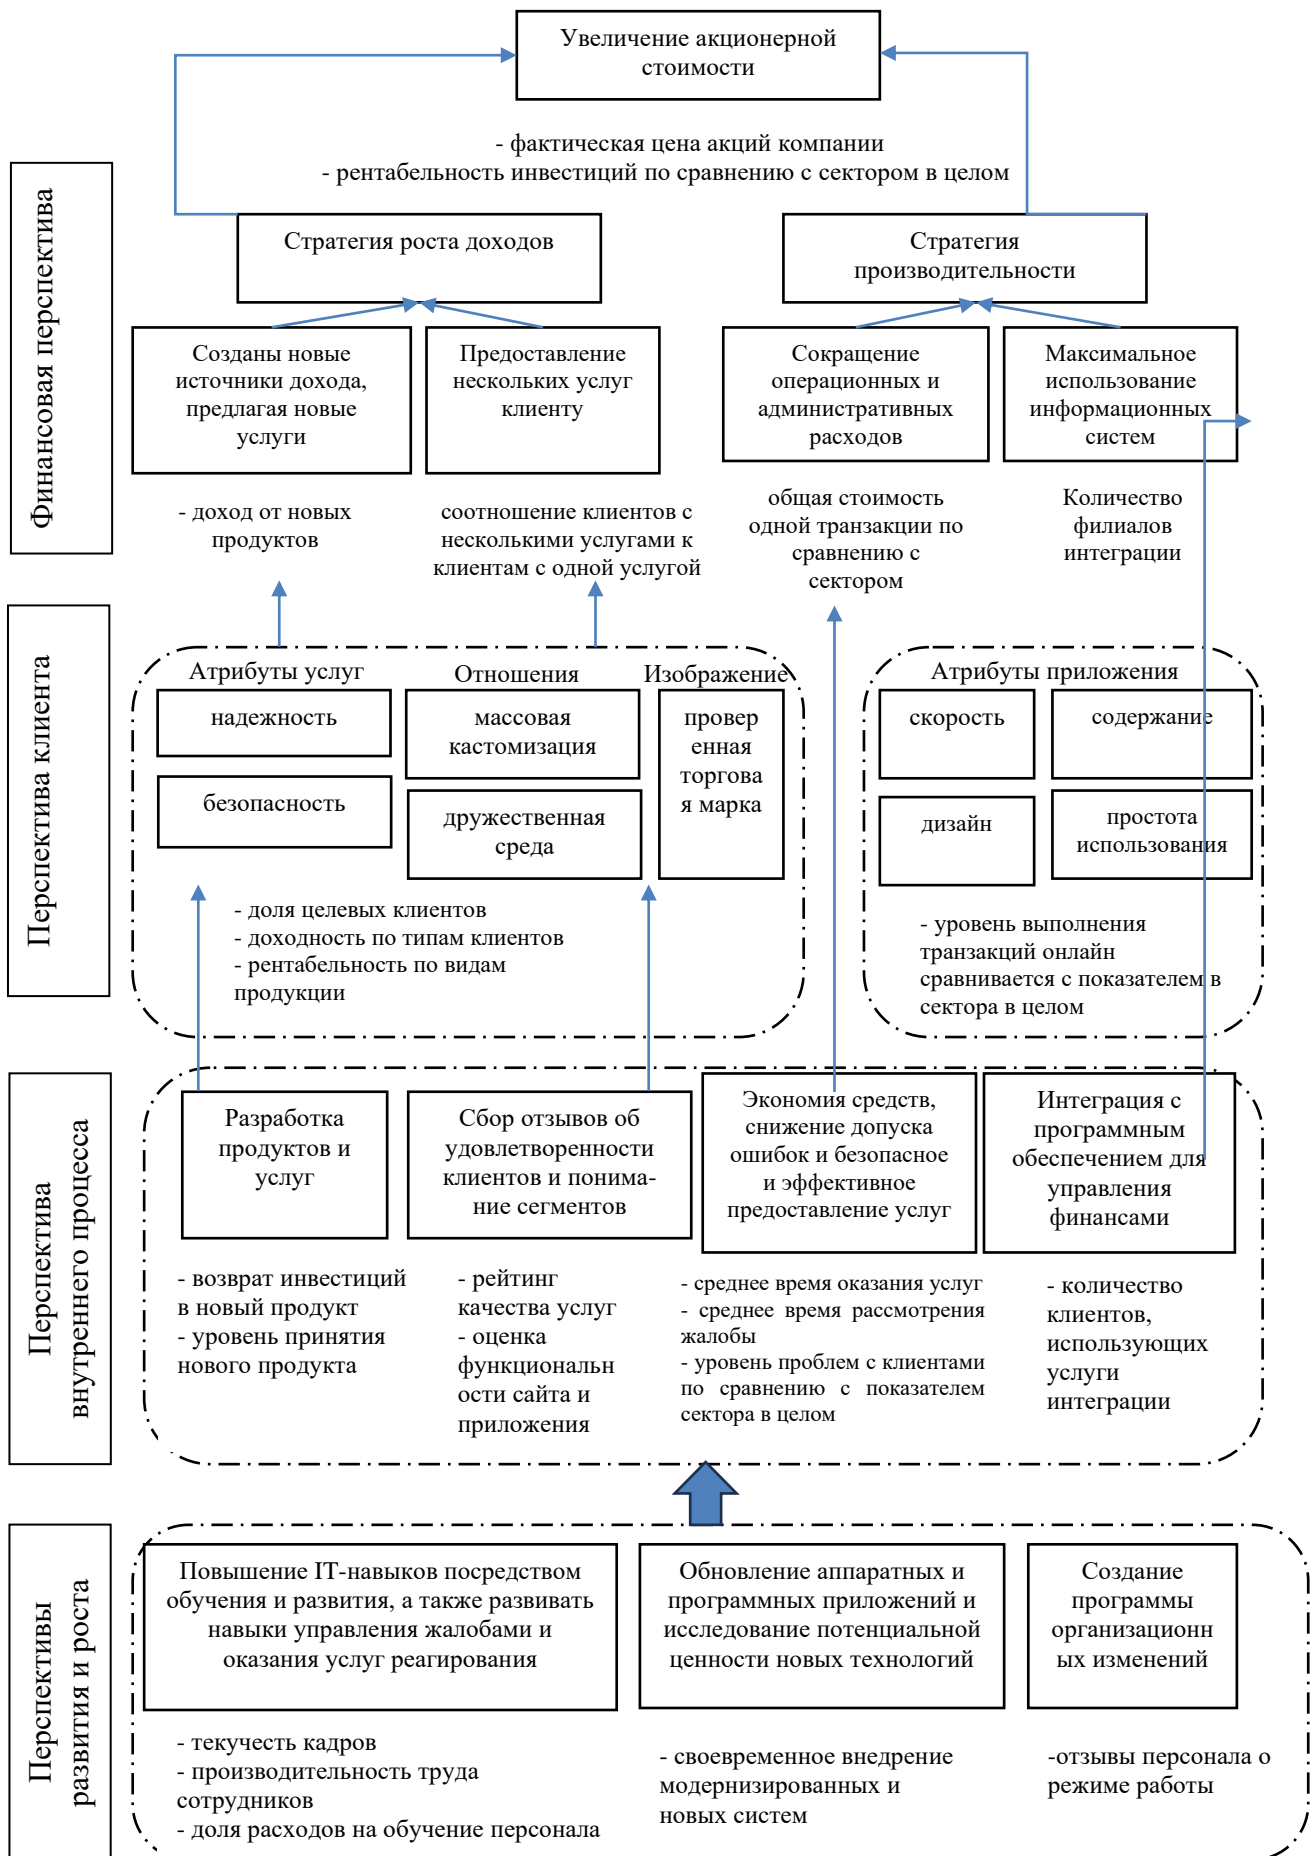 Увеличение акционерной
стоимости
- фактическая цена акций компании
- рентабельность инвестиций по сравнению с сектором в целом
Финансовая перспектива
Стратегия роста доходов
Стратегия
производительности
Созданы новые
источники дохода,
предлагая новые
услуги
Предоставление
нескольких услуг
клиенту
Сокращение
операционных и
административных
расходов
Максимальное
использование
информационных
систем
- доход от новых
продуктов
соотношение клиентов с
несколькими услугами к
клиентам с одной услугой
общая стоимость
одной транзакции по
сравнению с
сектором
Количество
филиалов
интеграции
Перспектива клиента
Атрибуты услуг
надежность
безопасность
Отношения
массовая
кастомизация
дружественная
среда
Изображение
провер
енная
торгова
я марка
- доля целевых клиентов
- доходность по типам клиентов
- рентабельность по видам
продукции
Атрибуты приложения
скорость
содержание
дизайн
простота
использования
- уровень выполнения
транзакций онлайн
сравнивается с показателем в
сектора в целом
Перспектива
внутреннего процесса
Разработка
продуктов и
услуг
Сбор отзывов об
удовлетворенности
клиентов и понима-
ние сегментов
Экономия средств,
снижение допуска
ошибок и безопасное
и эффективное
предоставление услуг
Интеграция с
программным
обеспечением для
управления
финансами
- возврат инвестиций
в новый продукт
- уровень принятия
нового продукта
- рейтинг
качества услуг
- оценка
функциональн
ости сайта и
приложения
- среднее время оказания услуг
- среднее время рассмотрения
жалобы
- уровень проблем с клиентами
по сравнению с показателем
сектора в целом
- количество
клиентов,
использующих
услуги
интеграции
Перспективы
развития и роста
Повышение IT-навыков посредством
обучения и развития, а также развивать
навыки управления жалобами и
оказания услуг реагирования
Обновление аппаратных и
программных приложений и
исследование потенциальной
ценности новых технологий
Создание
программы
организационн
ых изменений
- текучесть кадров
- производительность труда
сотрудников
- доля расходов на обучение персонала
- своевременное внедрение
модернизированных и
новых систем
-отзывы персонала о
режиме работы